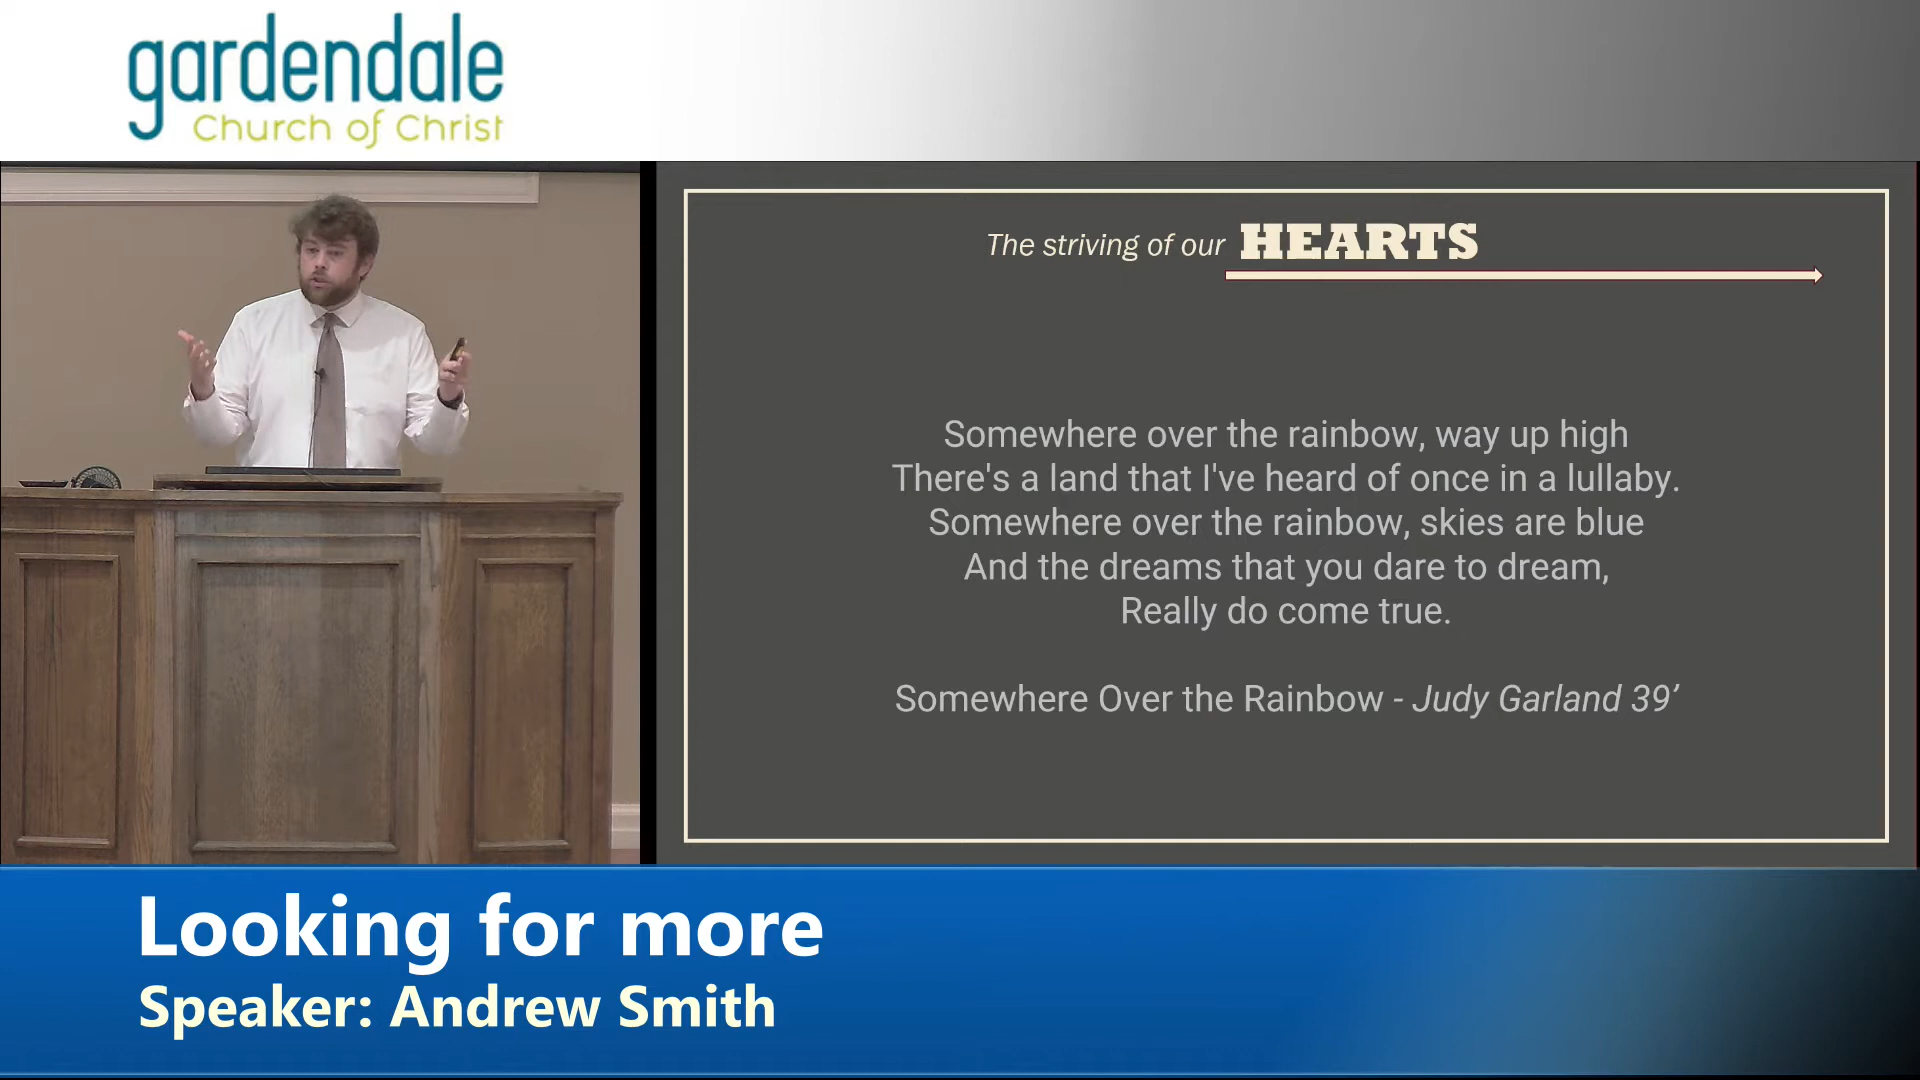 gardendale
Church of Christ
The striving of our HEARTS
Somewhere over the rainbow, way up high
There's a land that I've heard of once in a lullaby.
Somewhere over the rainbow, skies are blue
And the dreams that you dare to dream,
Really do come true.
Somewhere Over the Rainbow - Judy Garland 39’
Looking for more
Speaker: Andrew Smith